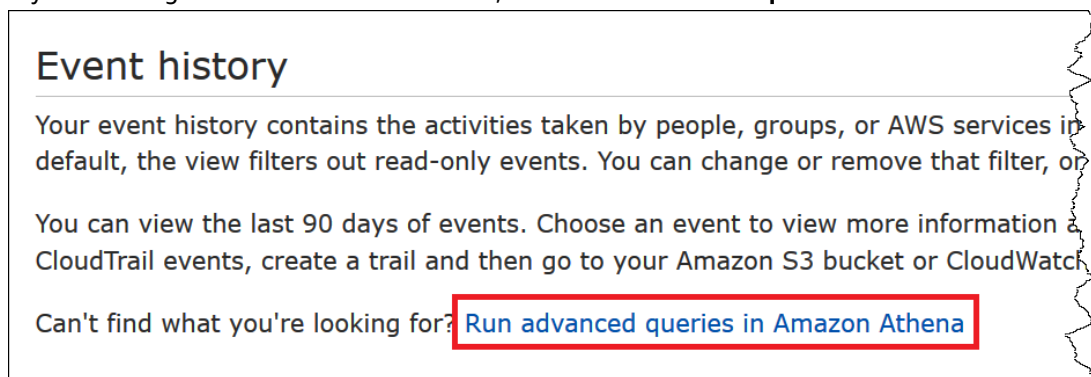 Event history
Your event history contains the activities taken by people, groups, or AWS services in
default, the view filters out read-only events. You can change or remove that filter, or
You can view the last 90 days of events. Choose an event to view more information
CloudTrail events, create a trail and then go to your Amazon S3 bucket or CloudWatch
Can't find what you're looking for? Run advanced queries in Amazon Athena